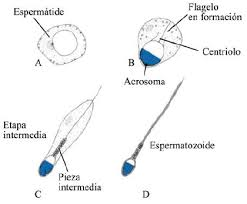 Espermátide
A
Flagelo
en formación
Centriolo
B
Acrosoma
Etapa
intermedia
Pieza
intermedia
C
Espermatozoide
D